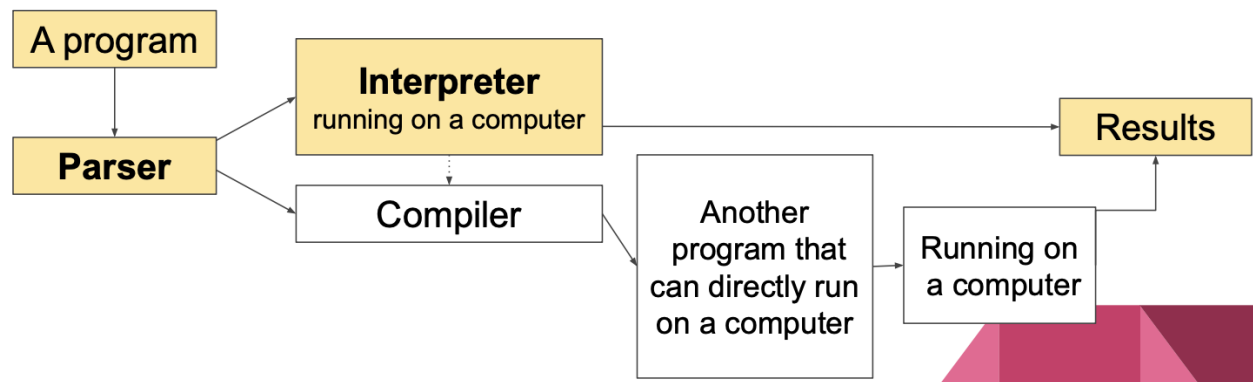 A program
Parser
Interpreter
running on a computer
Compiler
Another
program that
can directly run
on a computer
Running on
a computer
Results